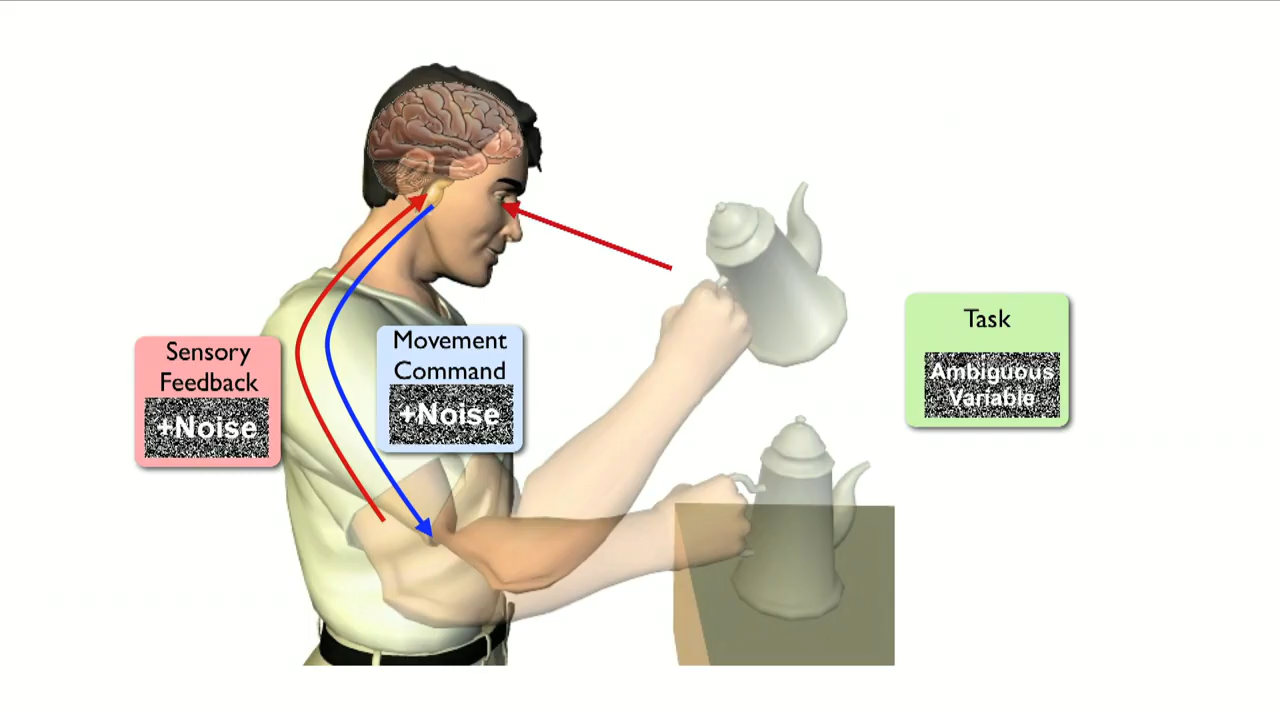 Sensory
Feedback
+Noise
Movement
Command
+Noise
Task
Ambiguous
Variable